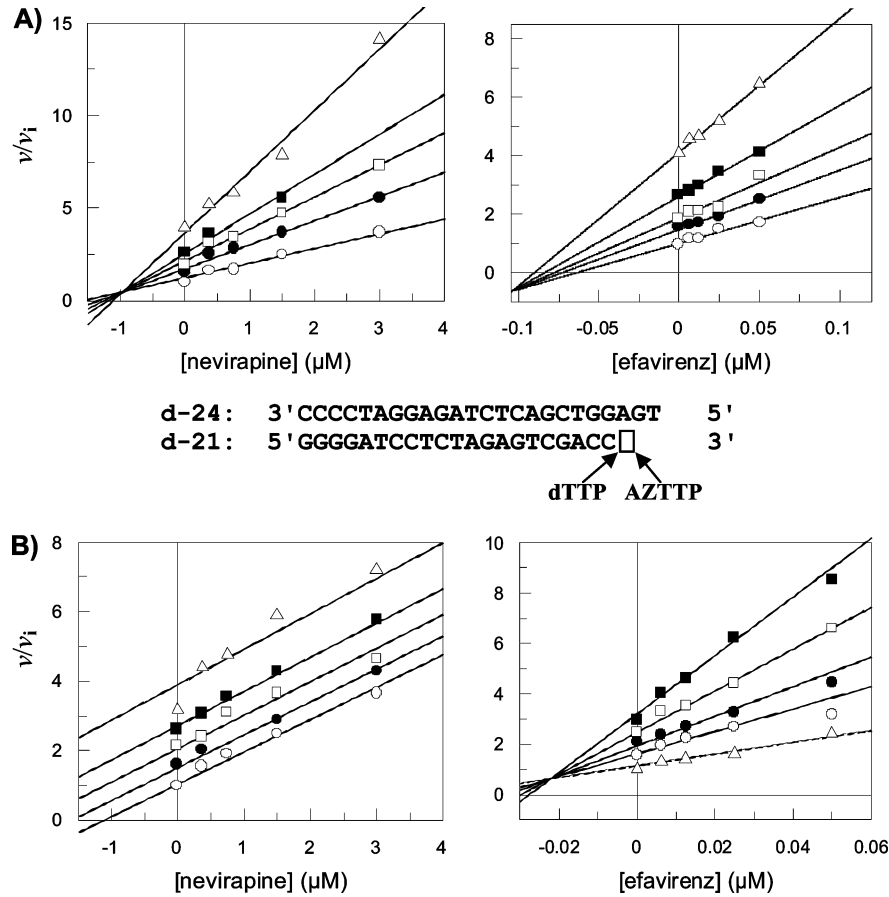 A)
v/vi
15
10
5
0
-1 0 1 2 3 4
[nevirapine] (µM)
8
6
4
2
0
-0.1 -0.05 0 0.05 0.1
[efavirenz] (µM)
d-24: 3'CCCCTAGGAGATCTCAGCTGGAGT 5'
d-21: 5'GGGGATCCTCTAGAGTCGACC 3'
dTTP AZTTP
B)
v/vi
8
6
4
2
0
-1 0 1 2 3 4
[nevirapine] (µM)
10
8
6
4
2
0
-0.02 0 0.02 0.04 0.06
[efavirenz] (µM)